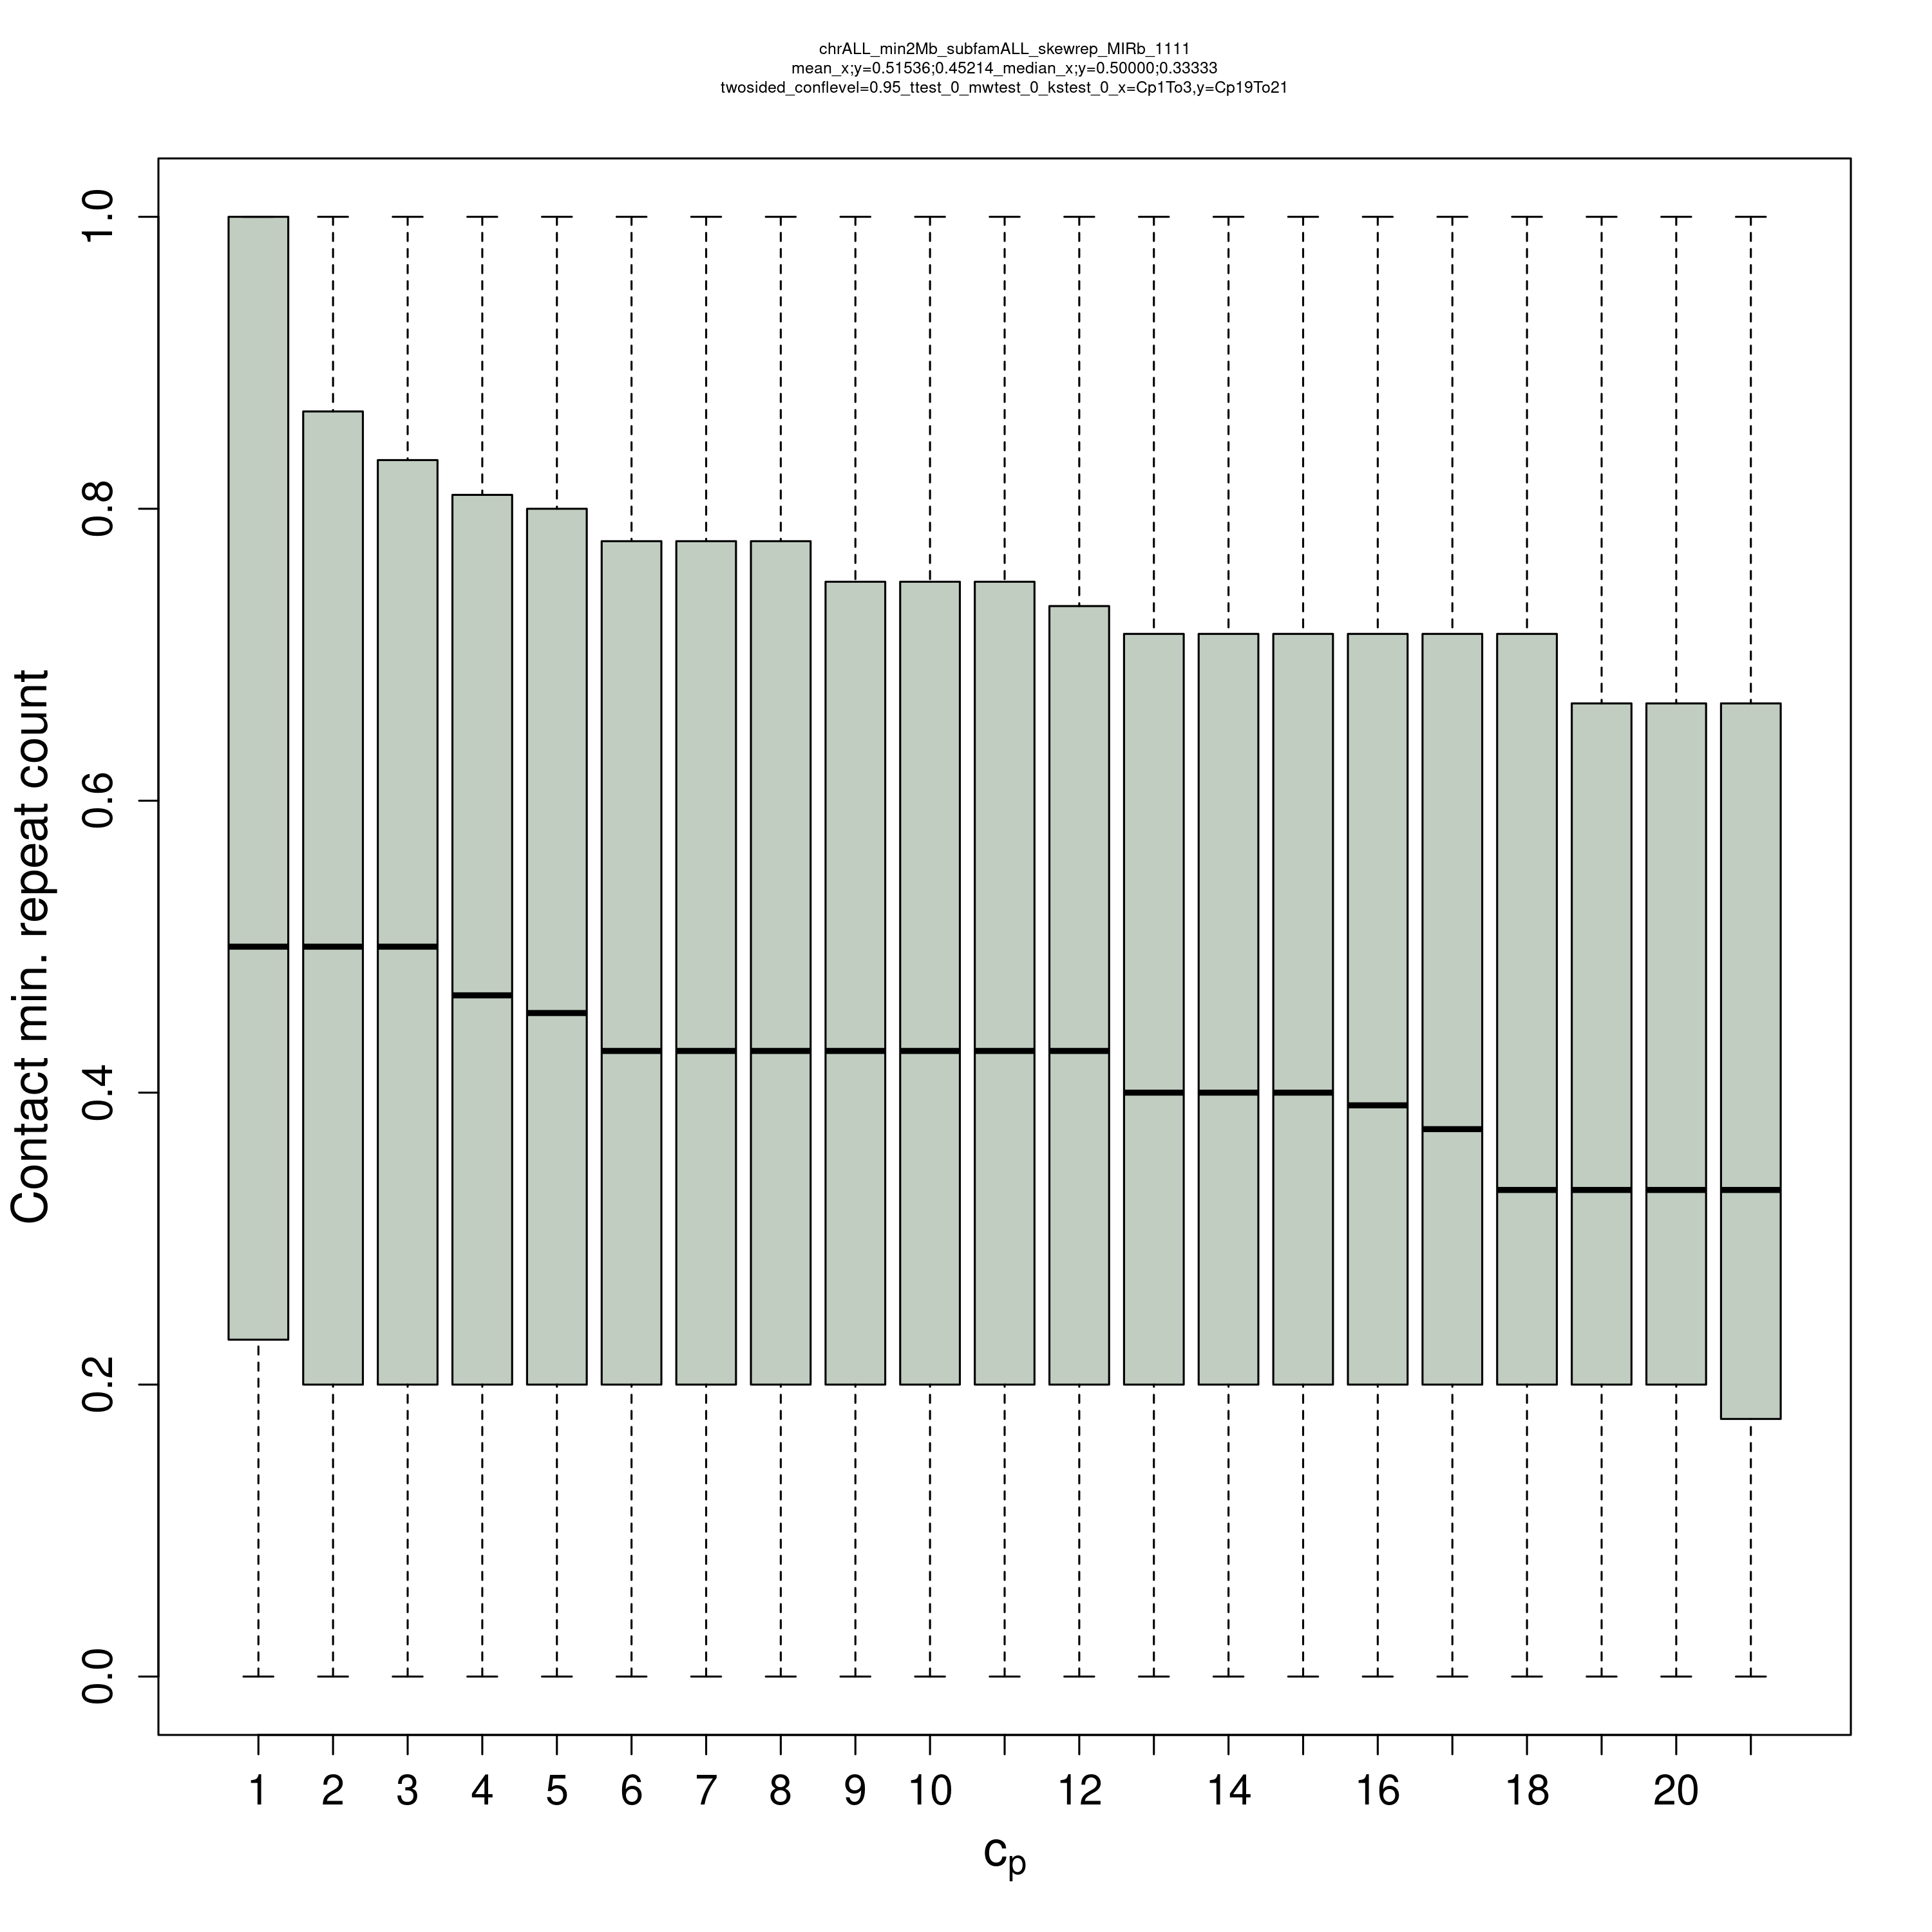 chrALL_min2Mb_subfamALL_skewrep_MIRb_1111
mean_x;y=0.51536;0.45214_median_x;y=0.50000;0.33333
twosided_conflevel=0.95_ttest_0_mwtest_0_kstest_0_x=Cp1To3,y=Cp19To21
1.0
0.8
0.6
0.4
0.2
0.0
Contact min. repeat count
1 2 3 4 5 6 7 8 9 10 12 14 16 18 20
cp